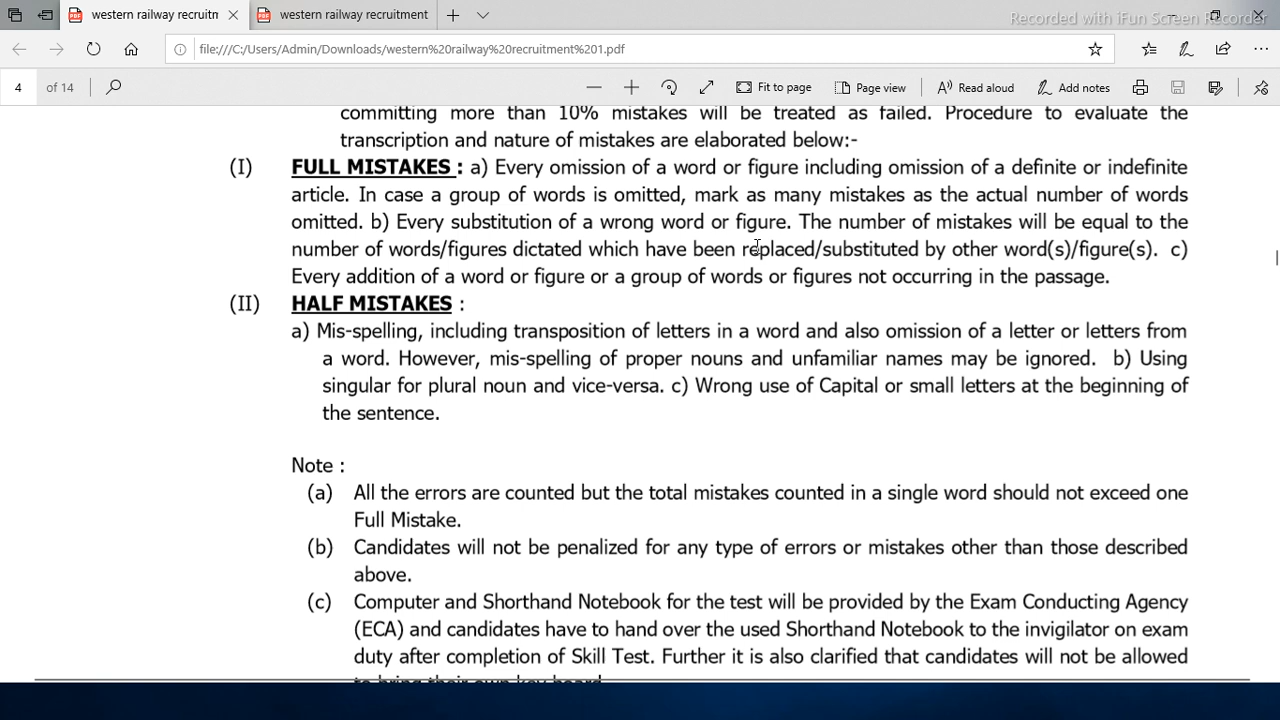 western railway recruitm
western railway recruitment
Recorded with iFun Screen Recorder
file:///C:/Users/Admin/Downloads/western%20railway%20recruitment%201.pdf
4 of 14 Fit to page Page view Read aloud Add notes
committing more than 10% mistakes will be treated as failed. Procedure to evaluate the
transcription and nature of mistakes are elaborated below:-
(I) FULL MISTAKES : a) Every omission of a word or figure including omission of a definite or indefinite
article. In case a group of words is omitted, mark as many mistakes as the actual number of words
omitted. b) Every substitution of a wrong word or figure. The number of mistakes will be equal to the
number of words/figures dictated which have been replaced/substituted by other word(s)/figure(s). c)
Every addition of a word or figure or a group of words or figures not occurring in the passage.
(II) HALF MISTAKES :
a) Mis-spelling, including transposition of letters in a word and also omission of a letter or letters from
a word. However, mis-spelling of proper nouns and unfamiliar names may be ignored. b) Using
singular for plural noun and vice-versa. c) Wrong use of Capital or small letters at the beginning of
the sentence.
Note :
(a) All the errors are counted but the total mistakes counted in a single word should not exceed one
Full Mistake.
(b) Candidates will not be penalized for any type of errors or mistakes other than those described
above.
(c) Computer and Shorthand Notebook for the test will be provided by the Exam Conducting Agency
(ECA) and candidates have to hand over the used Shorthand Notebook to the invigilator on exam
duty after completion of Skill Test. Further it is also clarified that candidates will not be allowed
to bring their own key board